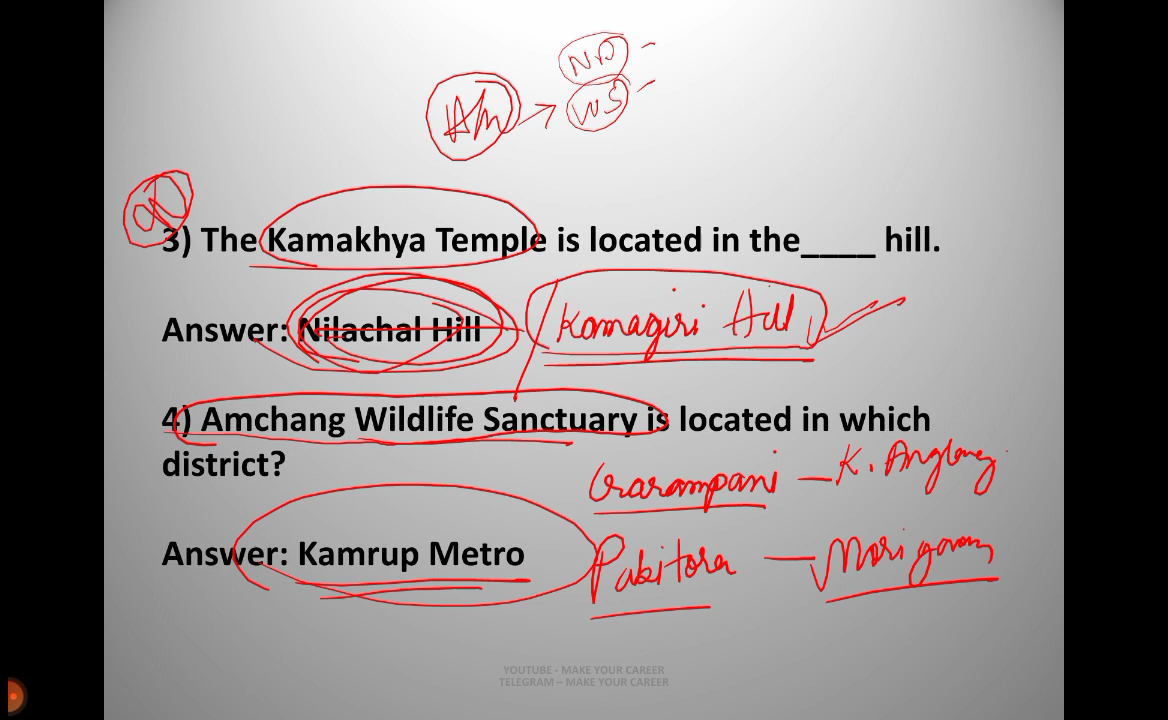 NP
WS
3) The Kamakhya Temple is located in the____ hill.
Answer: Nilachal Hill Kamagiri Hill
4) Amchang Wildlife Sanctuary is located in which
district?
Garampani – K. Anglong
Answer: Kamrup Metro
Pabitora – Morigaon
YOUTUBE - MAKE YOUR CAREER
TELEGRAM – MAKE YOUR CAREER